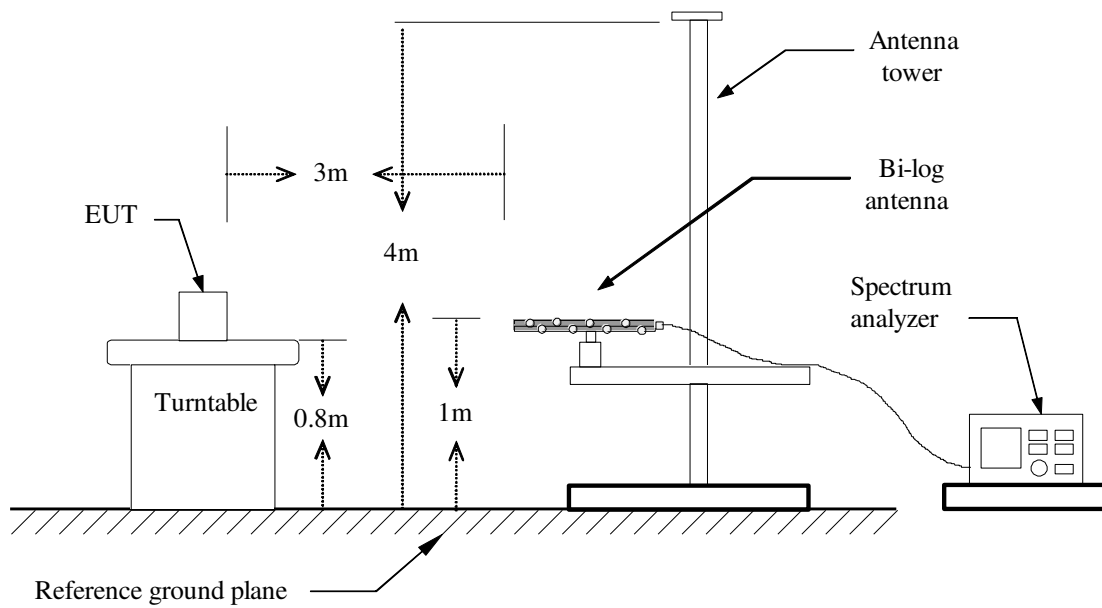 Antenna
tower
3m
Bi-log
antenna
EUT
4m
Spectrum
analyzer
Turntable
0.8m
1m
Reference ground plane